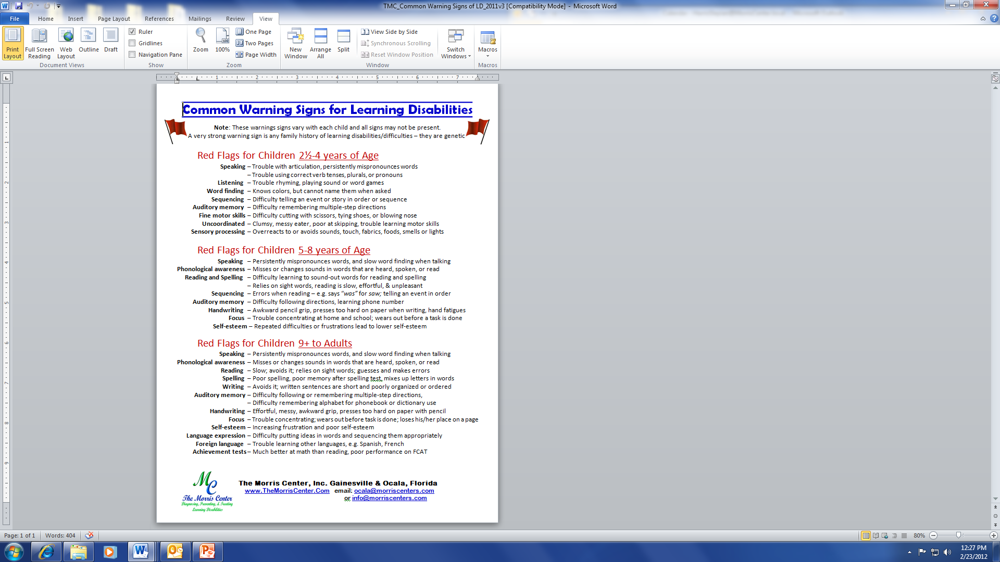 TMC_Common Warning Signs of LD_2011v3 [Compatibility Mode] - Microsoft Word
File Home Insert Page Layout References Mailings Review View
Print Layout
Full Screen Reading
Web Layout
Outline
Draft
Document Views
Ruler
Gridlines
Navigation Pane
Show
Zoom
100%
One Page
Two Pages
Page Width
Zoom
New Window
Arrange All
Split
View Side by Side
Synchronous Scrolling
Reset Window Position
Window
Switch Windows
Macros
Macros
1 2 3 4 5 6 7
Common Warning Signs for Learning Disabilities
Note: These warnings signs vary with each child and all signs may not be present.
A very strong warning sign is any family history of learning disabilities/difficulties – they are genetic
Red Flags for Children 2½-4 years of Age
Speaking – Trouble with articulation, persistently mispronounces words
– Trouble using correct verb tenses, plurals, or pronouns
Listening – Trouble rhyming, playing sound or word games
Word finding – Knows colors, but cannot name them when asked
Sequencing – Difficulty telling an event or story in order or sequence
Auditory memory – Difficulty remembering multiple-step directions
Fine motor skills – Difficulty cutting with scissors, tying shoes, or blowing nose
Uncoordinated – Clumsy, messy eater, poor at skipping, trouble learning motor skills
Sensory processing – Overreacts to or avoids sounds, touch, fabrics, foods, smells or lights
Red Flags for Children 5-8 years of Age
Speaking – Persistently mispronounces words, and slow word finding when talking
Phonological awareness – Misses or changes sounds in words that are heard, spoken, or read
Reading and Spelling – Difficulty learning to sound-out words for reading and spelling
– Relies on sight words, reading is slow, effortful, & unpleasant
Sequencing – Errors when reading – e.g. says “was” for saw; telling an event in order
Auditory memory – Difficulty following directions, learning phone number
Handwriting – Awkward pencil grip, presses too hard on paper when writing, hand fatigues
Focus – Trouble concentrating at home and school; wears out before a task is done
Self-esteem – Repeated difficulties or frustrations lead to lower self-esteem
Red Flags for Children 9+ to Adults
Speaking – Persistently mispronounces words, and slow word finding when talking
Phonological awareness – Misses or changes sounds in words that are heard, spoken, or read
Reading – Slow; avoids it; relies on sight words; guesses and makes errors
Spelling – Poor spelling, poor memory after spelling test, mixes up letters in words
Writing – Avoids it; written sentences are short and poorly organized or ordered
Auditory memory – Difficulty following or remembering multiple-step directions,
– Difficulty remembering alphabet for phonebook or dictionary use
Handwriting – Effortful, messy, awkward grip, presses too hard on paper with pencil
Focus – Trouble concentrating; wears out before task is done; loses his/her place on a page
Self-esteem – Increasing frustration and poor self-esteem
Language expression – Difficulty putting ideas in words and sequencing them appropriately
Foreign language – Trouble learning other languages, e.g. Spanish, French
Achievement tests – Much better at math than reading, poor performance on FCAT
MC
The Morris Center
Diagnosing, Preventing, & Treating
Learning Disabilities
The Morris Center, Inc. Gainesville & Ocala, Florida
www.TheMorrisCenter.Com email: ocala@morriscenters.com
or info@morriscenters.com
Page: 1 of 1 Words: 404
80%
12:27 PM
2/23/2012